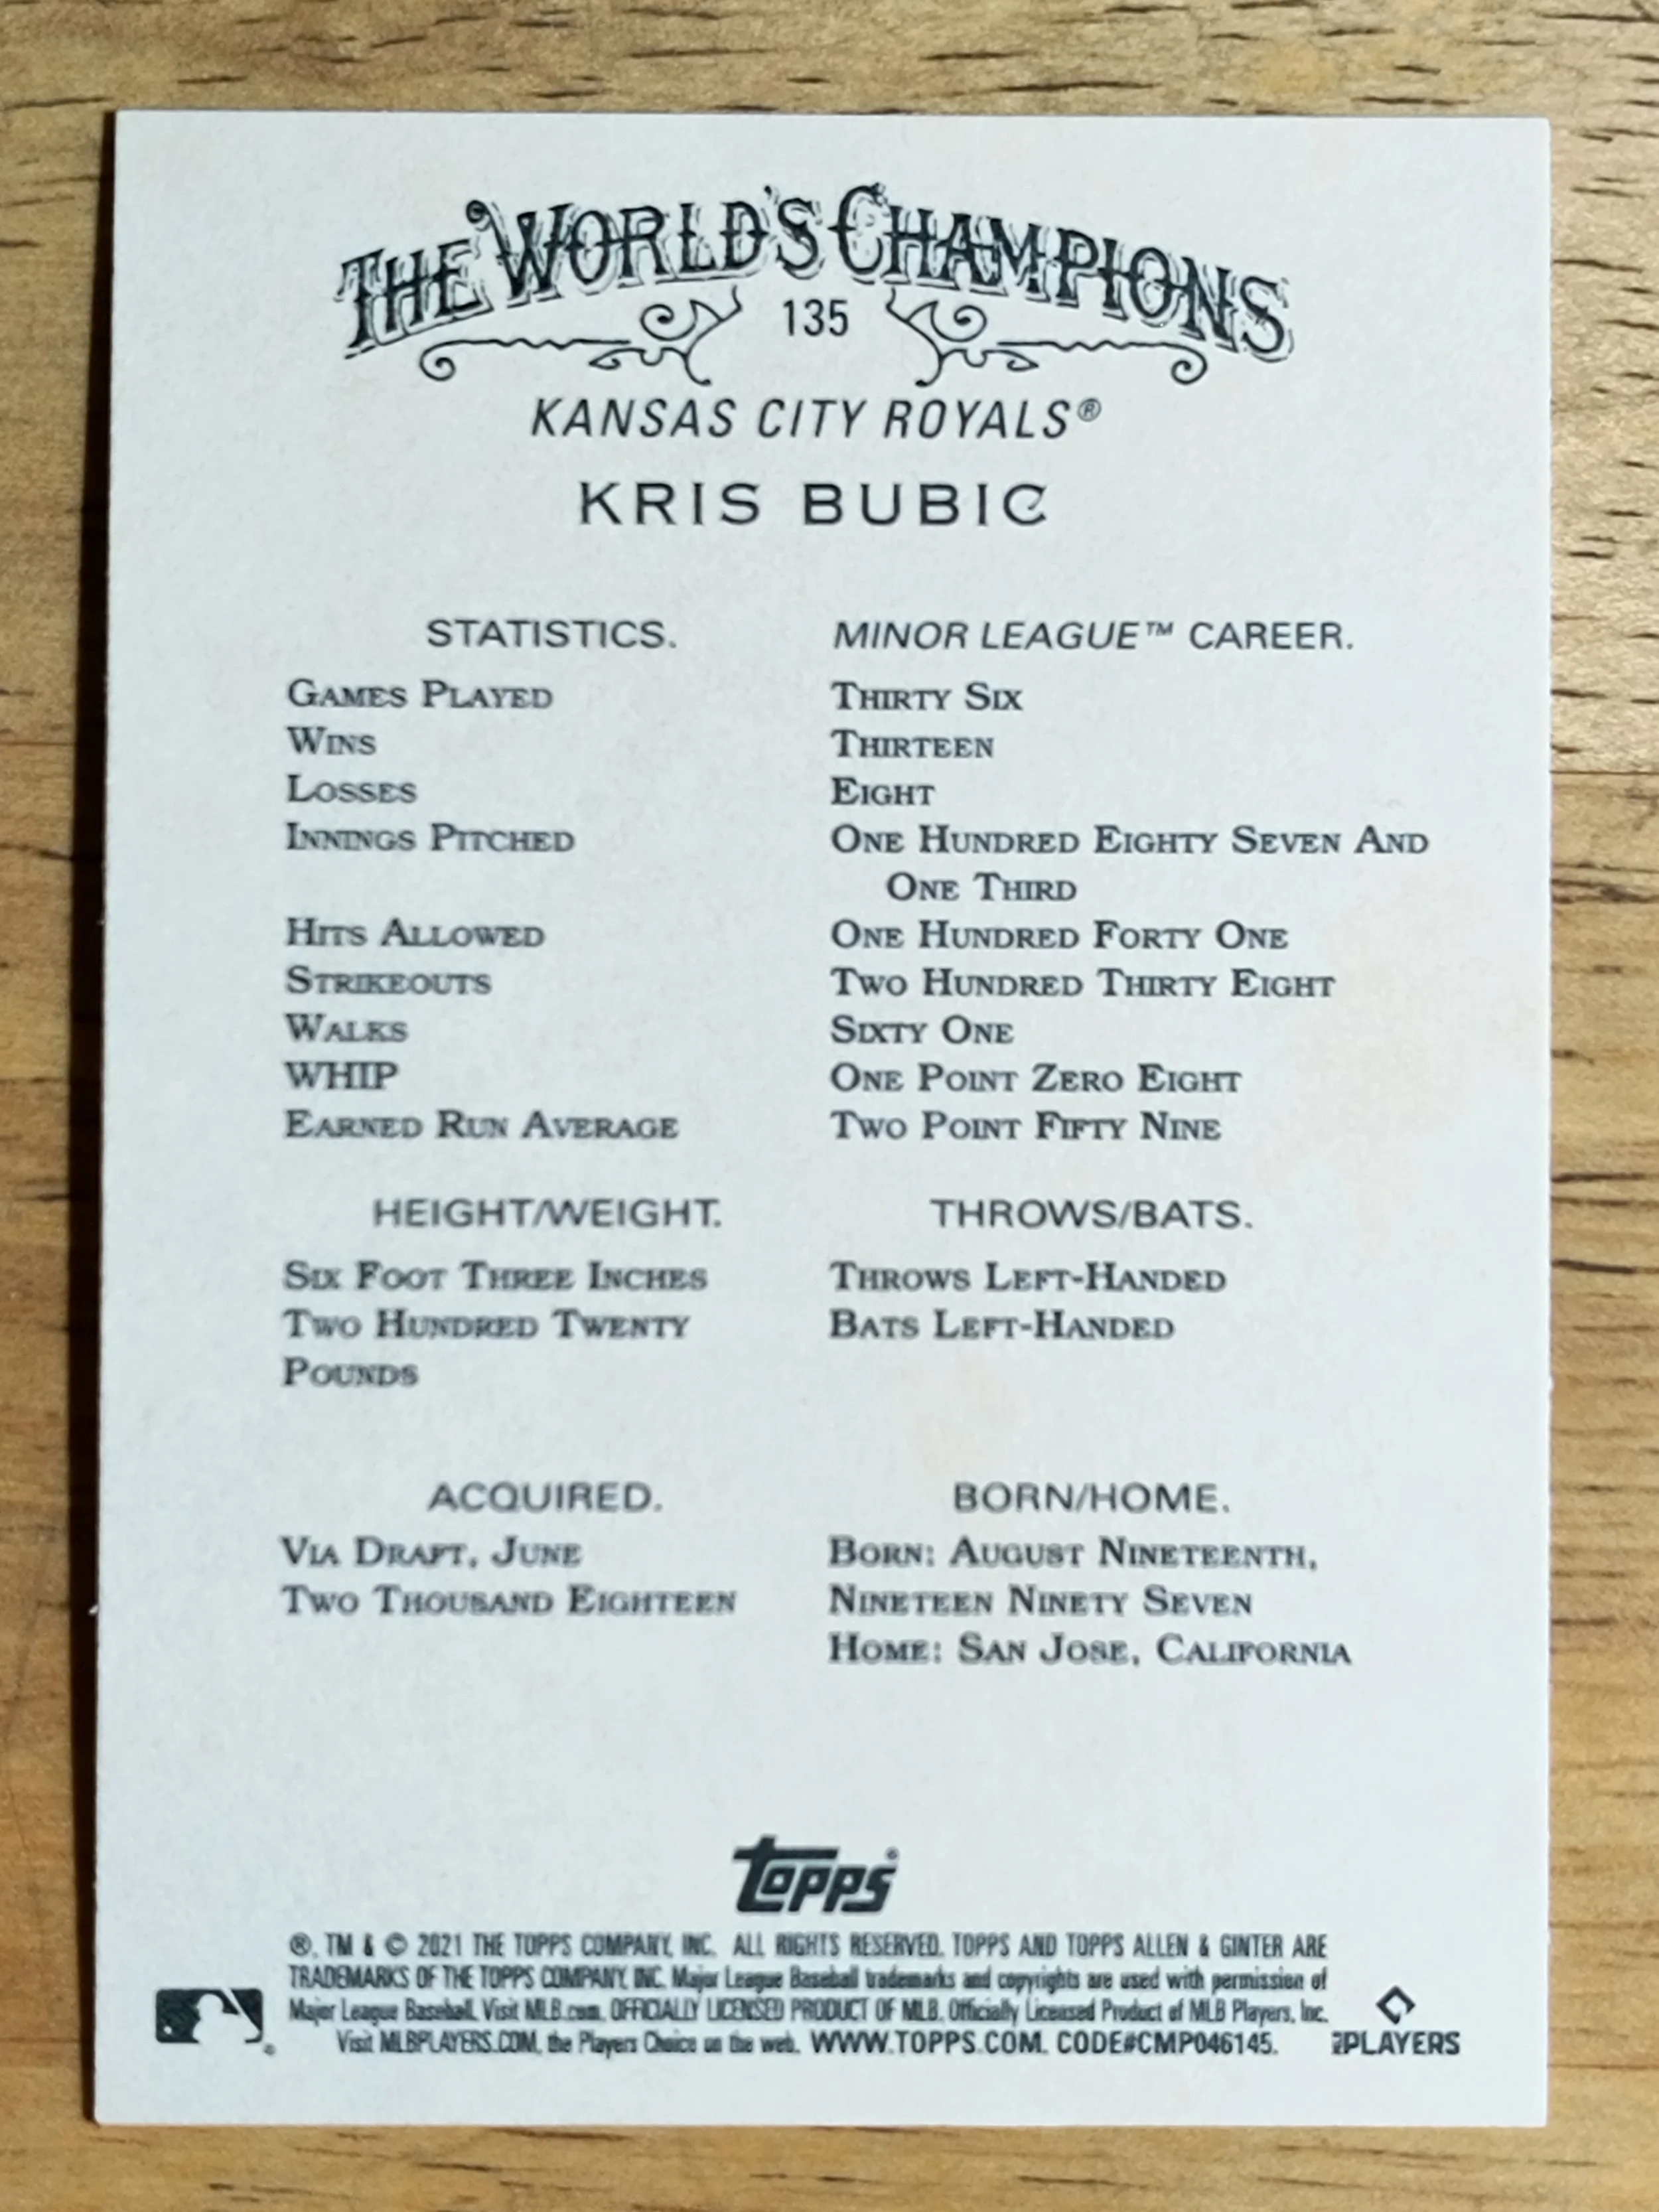 THE WORLD'S CHAMPIONS
135
KANSAS CITY ROYALS®
KRIS BUBIC
STATISTICS. MINOR LEAGUE™ CAREER.
GAMES PLAYED THIRTY SIX
WINS THIRTEEN
LOSSES EIGHT
INNINGS PITCHED ONE HUNDRED EIGHTY SEVEN AND
ONE THIRD
HITS ALLOWED ONE HUNDRED FORTY ONE
STRIKEOUTS TWO HUNDRED THIRTY EIGHT
WALKS SIXTY ONE
WHIP ONE POINT ZERO EIGHT
EARNED RUN AVERAGE TWO POINT FIFTY NINE
HEIGHT/WEIGHT. THROWS/BATS.
SIX FOOT THREE INCHES THROWS LEFT-HANDED
TWO HUNDRED TWENTY BATS LEFT-HANDED
POUNDS
ACQUIRED. BORN/HOME.
VIA DRAFT, JUNE BORN: AUGUST NINETEENTH,
TWO THOUSAND EIGHTEEN NINETEEN NINETY SEVEN
HOME: SAN JOSE, CALIFORNIA
Topps®
®, TM & © 2021 THE TOPPS COMPANY, INC. ALL RIGHTS RESERVED. TOPPS AND TOPPS ALLEN & GINTER ARE
TRADEMARKS OF THE TOPPS COMPANY, INC. Major League Baseball trademarks and copyrights are used with permission of
Major League Baseball. Visit MLB.com. OFFICIALLY LICENSED PRODUCT OF MLB. Officially Licensed Product of MLB Players, Inc.
Visit MLBPLAYERS.COM, the Players Choice on the web. WWW.TOPPS.COM. CODE#CMP046145.
PLAYERS